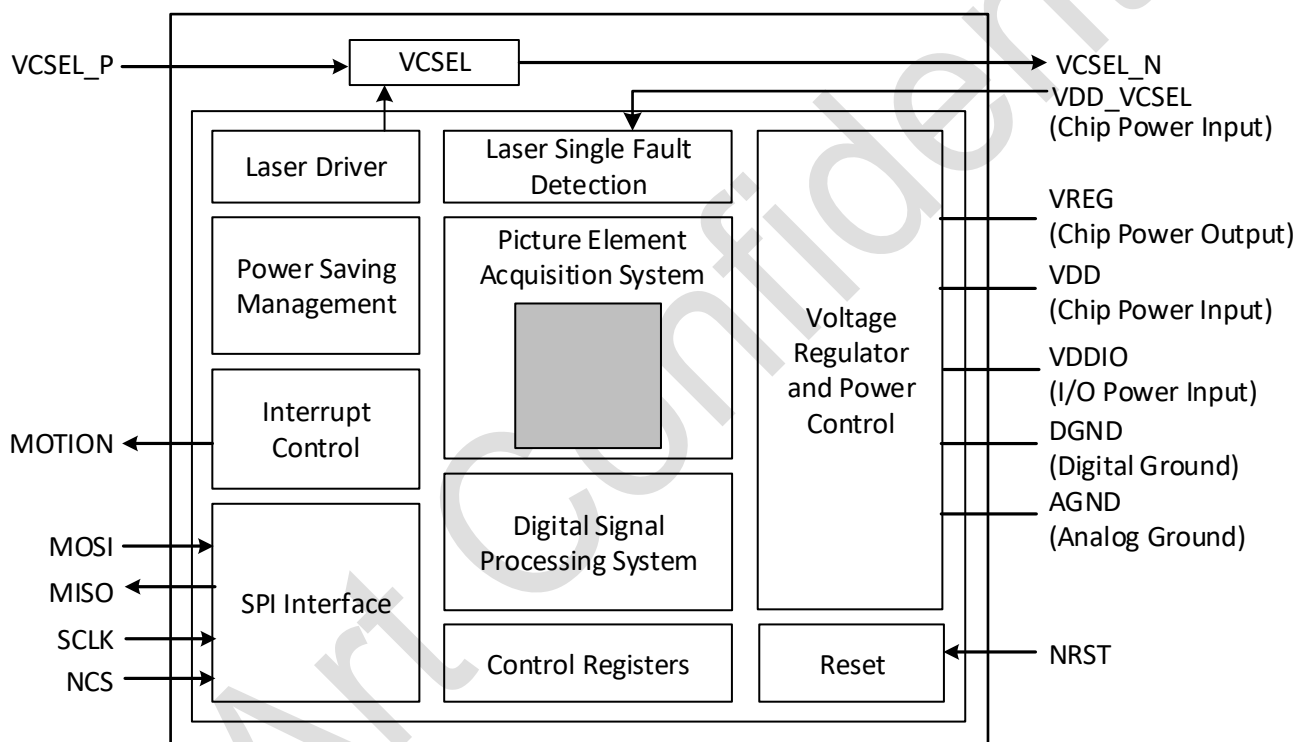 VCSEL_P
VCSEL
VCSEL_N
VDD_VCSEL
(Chip Power Input)
Laser Driver
Laser Single Fault
Detection
VREG
(Chip Power Output)
Power Saving
Management
Picture Element
Acquisition System
VDD
(Chip Power Input)
Voltage
Regulator
and Power
Control
VDDIO
(I/O Power Input)
Interrupt
Control
MOTION
DGND
(Digital Ground)
AGND
(Analog Ground)
MOSI
MISO
SCLK
NCS
SPI Interface
Digital Signal
Processing System
Control Registers
Reset
NRST
Art Confident